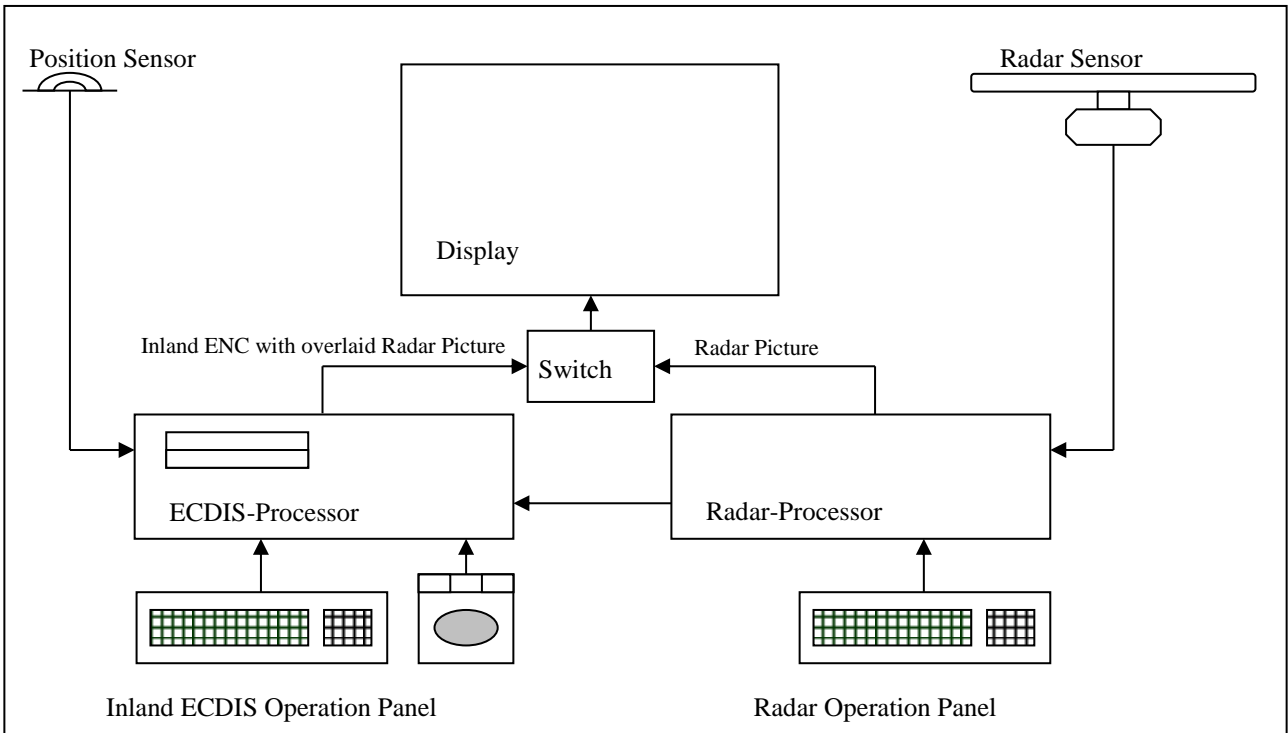 Position Sensor
Radar Sensor
Display
Inland ENC with overlaid Radar Picture
Switch
Radar Picture
ECDIS-Processor
Radar-Processor
Inland ECDIS Operation Panel
Radar Operation Panel